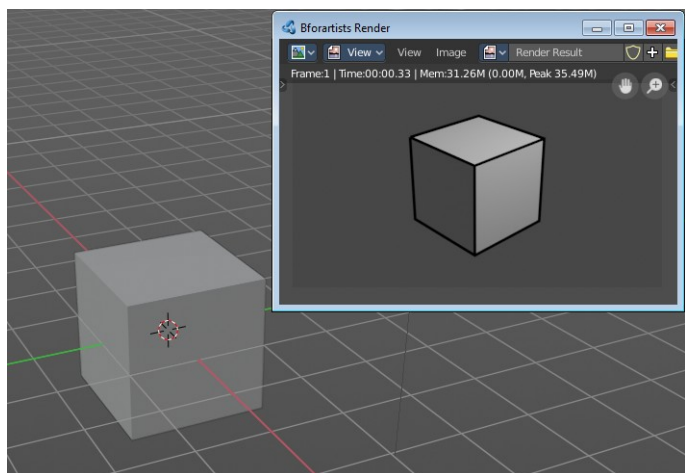 Bforartists Render
View View Image Render Result
Frame:1 | Time:00:00.33 | Mem:31.26M (0.00M, Peak 35.49M)